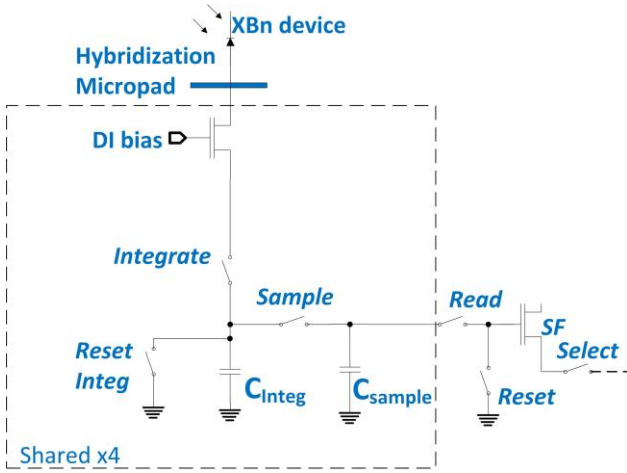 XBn device
Hybridization
Micropad
DI bias
Integrate
Sample
Read
SF
Select
Reset
Integ
CInteg
Csample
Reset
Shared x4